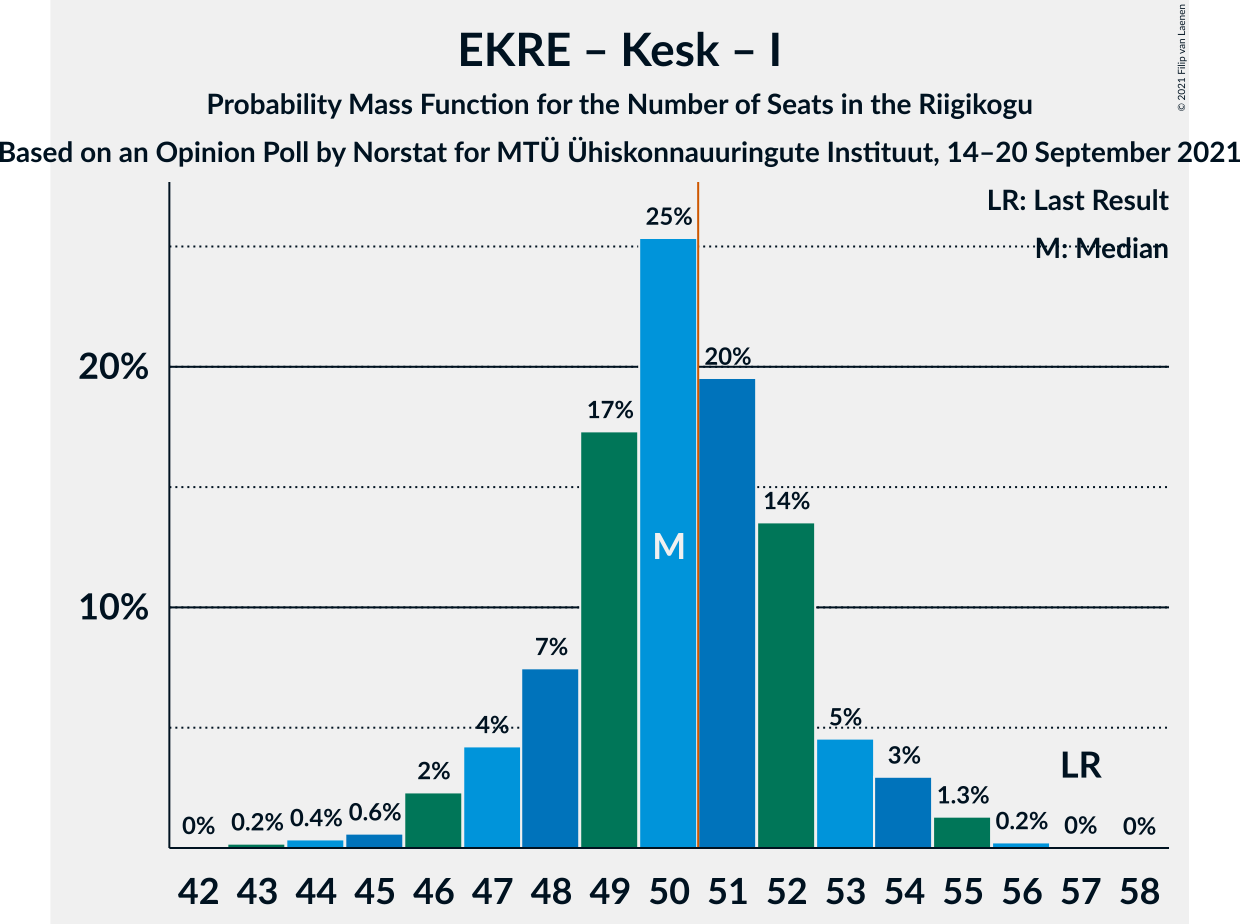 EKRE – Kesk – I
Probability Mass Function for the Number of Seats in the Riigikogu
Based on an Opinion Poll by Norstat for MTÜ Ühiskonnauuringute Instituut, 14–20 September 2021
© 2021 Filip van Laenen
LR: Last Result
M: Median
20%
10%
0% 0.2% 0.4% 0.6% 2% 4% 7% 17% 25% 20% 14% 5% 3% 1.3% 0.2% 0% 0%
M
LR
42 43 44 45 46 47 48 49 50 51 52 53 54 55 56 57 58